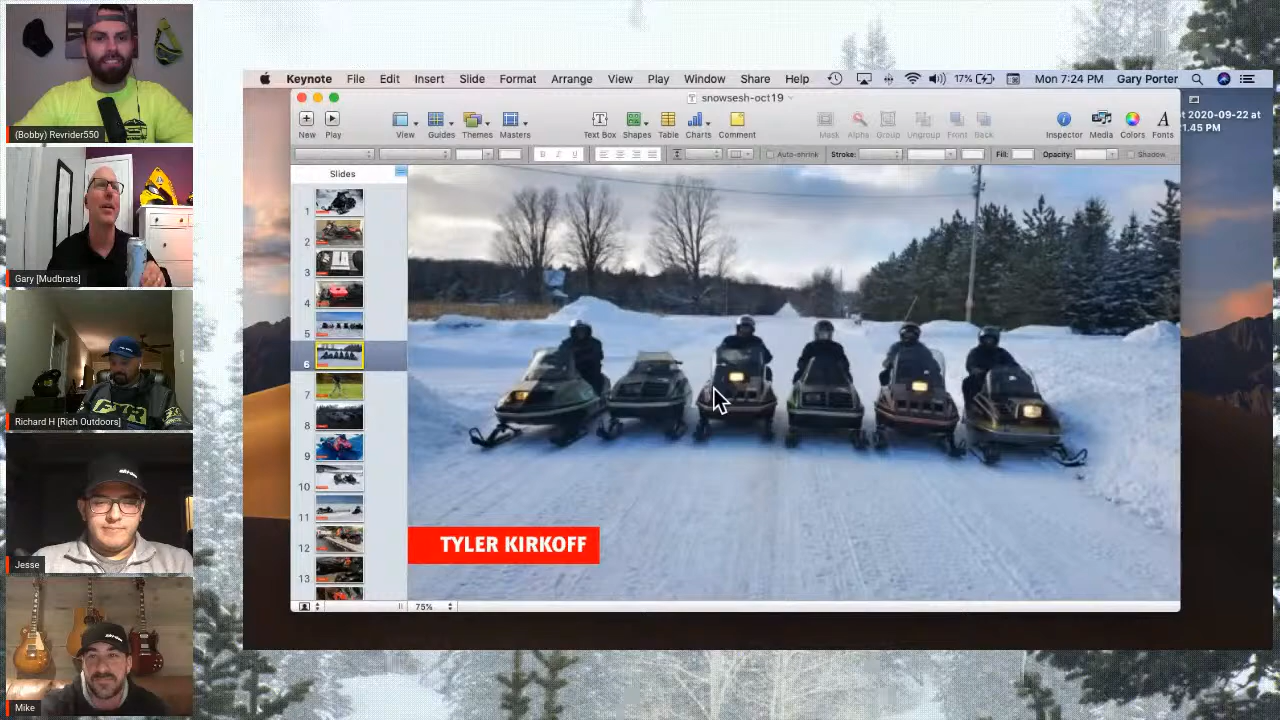 (Bobby) Revrider550
Gary [Mudbrats]
Richard H [Rich Outdoors]
Jesse
Mike
Keynote File Edit Insert Slide Format Arrange View Play Window Share Help 17% Mon 7:24 PM Gary Porter
snowsesh-oct19
New Play View Guides Themes Masters Text Box Shapes Table Charts Comment Mask Alpha Group Ungroup Front Back Inspector Media Colors Fonts
B I U Auto-shrink Stroke: Fill: Opacity: Shadow
Slides
1
2
3
4
5
6
7
8
9
10
11
12
13
TYLER KIRKOFF
75%
t 2020-09-22 at
1.45 PM